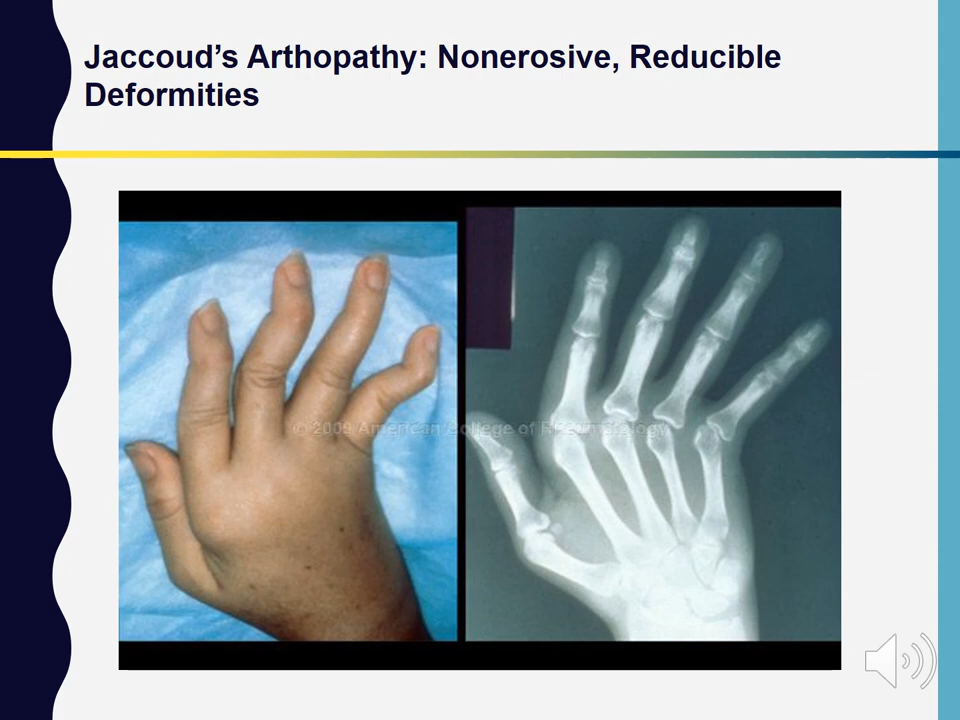 Jaccoud’s Arthopathy: Nonerosive, Reducible
Deformities
© 2009 American College of Rheumatology